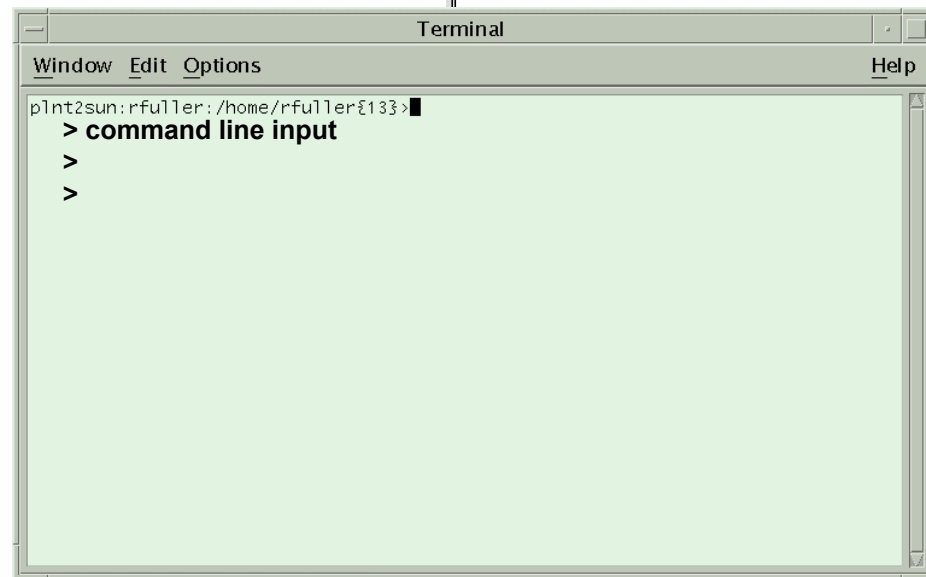 Terminal
Window Edit Options Help
plnt2sun:rfuller:/home/rfuller{13}>
> command line input
>
>